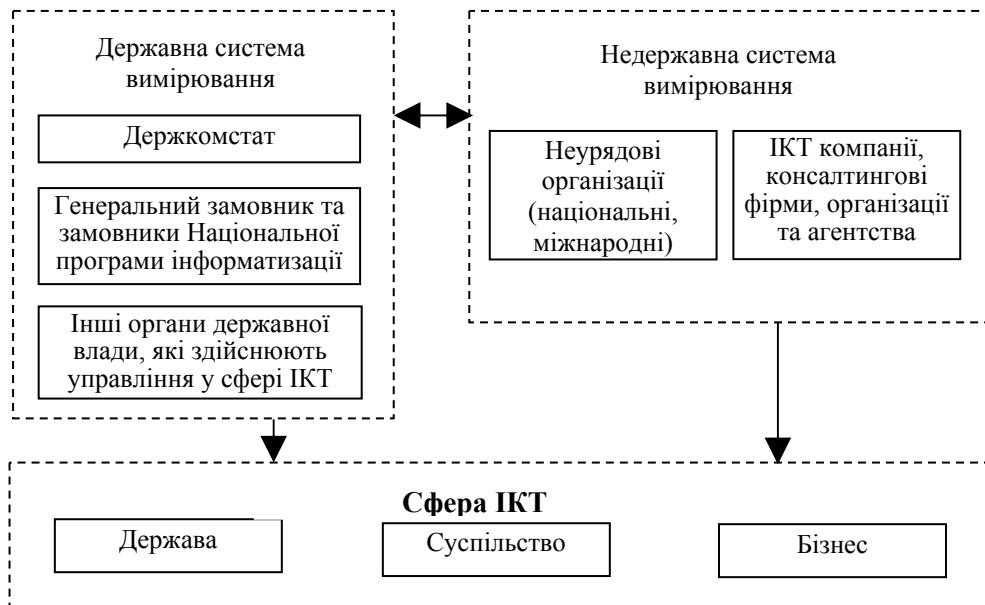 Державна система
вимірювання
Держкомстат
Генеральний замовник та
замовники Національної
програми інформатизації
Інші органи державної
влади, які здійснюють
управління у сфері ІКТ
Недержавна система
вимірювання
Неурядові
організації
(національні,
міжнародні)
ІКТ компанії,
консалтингові
фірми, організації
та агентства
Сфера ІКТ
Держава
Суспільство
Бізнес